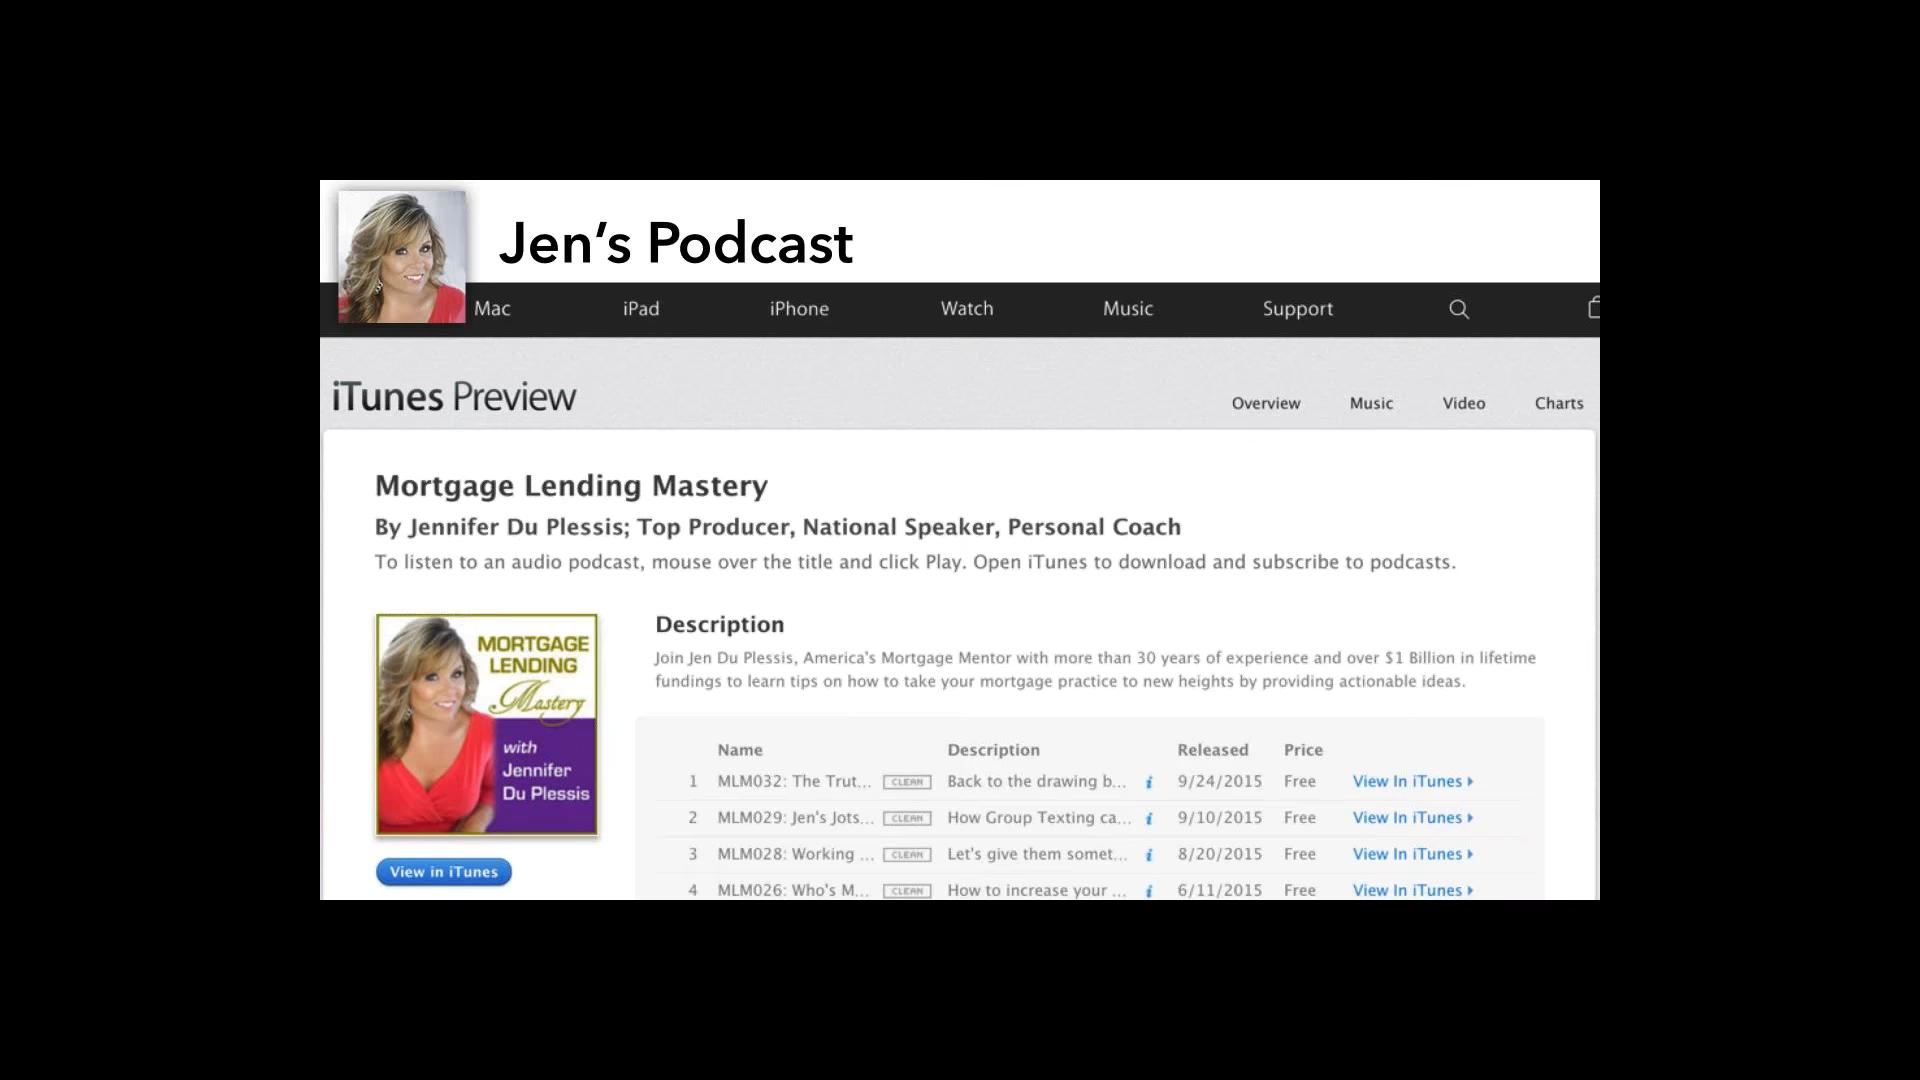 Jen’s Podcast
Mac iPad iPhone Watch Music Support
iTunes Preview
Overview Music Video Charts
Mortgage Lending Mastery
By Jennifer Du Plessis; Top Producer, National Speaker, Personal Coach
To listen to an audio podcast, mouse over the title and click Play. Open iTunes to download and subscribe to podcasts.
MORTGAGE
LENDING
Mastery
with
Jennifer
Du Plessis
View in iTunes
Description
Join Jen Du Plessis, America's Mortgage Mentor with more than 30 years of experience and over $1 Billion in lifetime
fundings to learn tips on how to take your mortgage practice to new heights by providing actionable ideas.
Name Description Released Price
1 MLM032: The Trut... CLEAN Back to the drawing b... i 9/24/2015 Free View In iTunes
2 MLM029: Jen's Jots... CLEAN How Group Texting ca... i 9/10/2015 Free View In iTunes
3 MLM028: Working ... CLEAN Let's give them somet... i 8/20/2015 Free View In iTunes
4 MLM026: Who's M... CLEAN How to increase your ... i 6/11/2015 Free View In iTunes